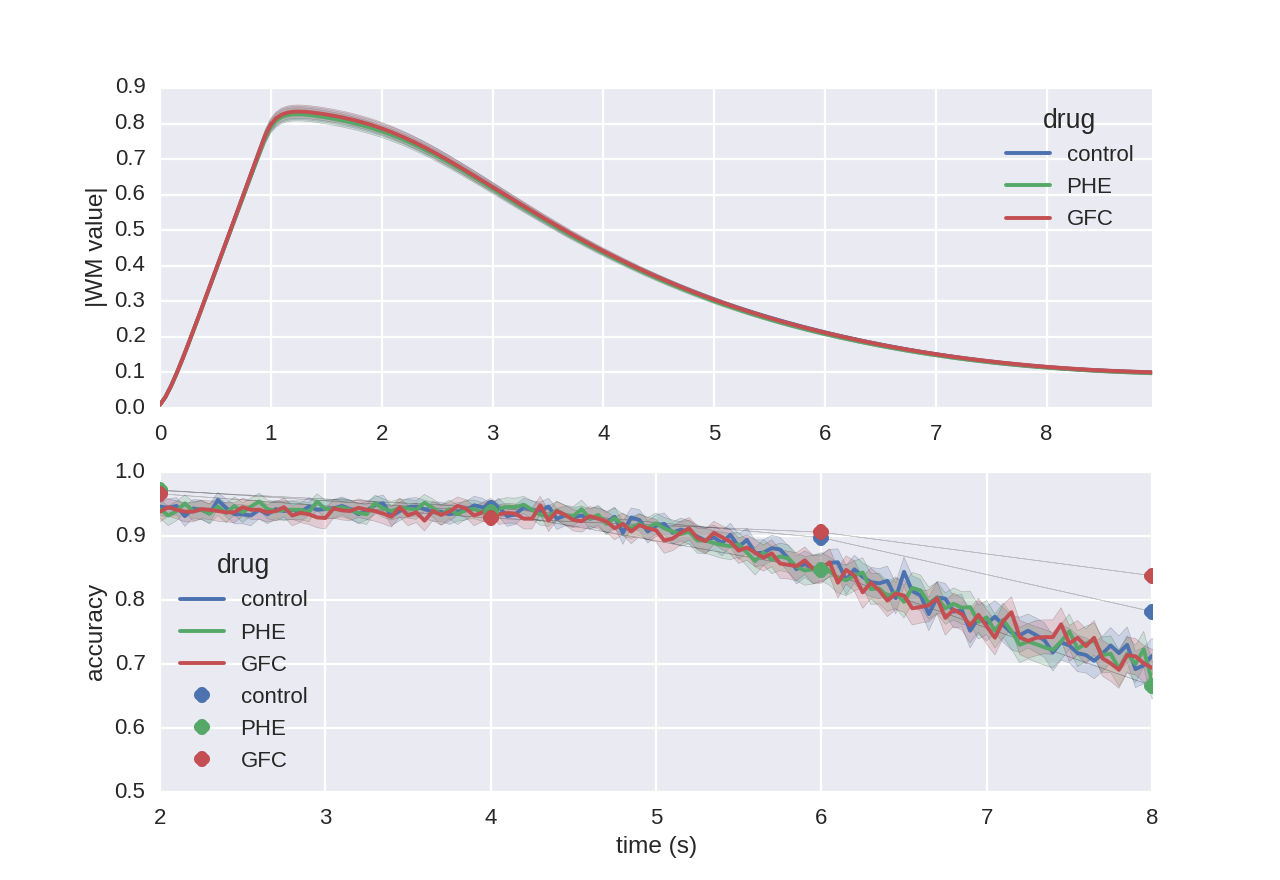 0.9
0.8
0.7
0.6
0.5
0.4
0.3
0.2
0.1
0.0
|WM value|
drug
control
PHE
GFC
0 1 2 3 4 5 6 7 8
1.0
0.9
0.8
0.7
0.6
0.5
accuracy
drug
control
PHE
GFC
control
PHE
GFC
2 3 4 5 6 7 8
time (s)